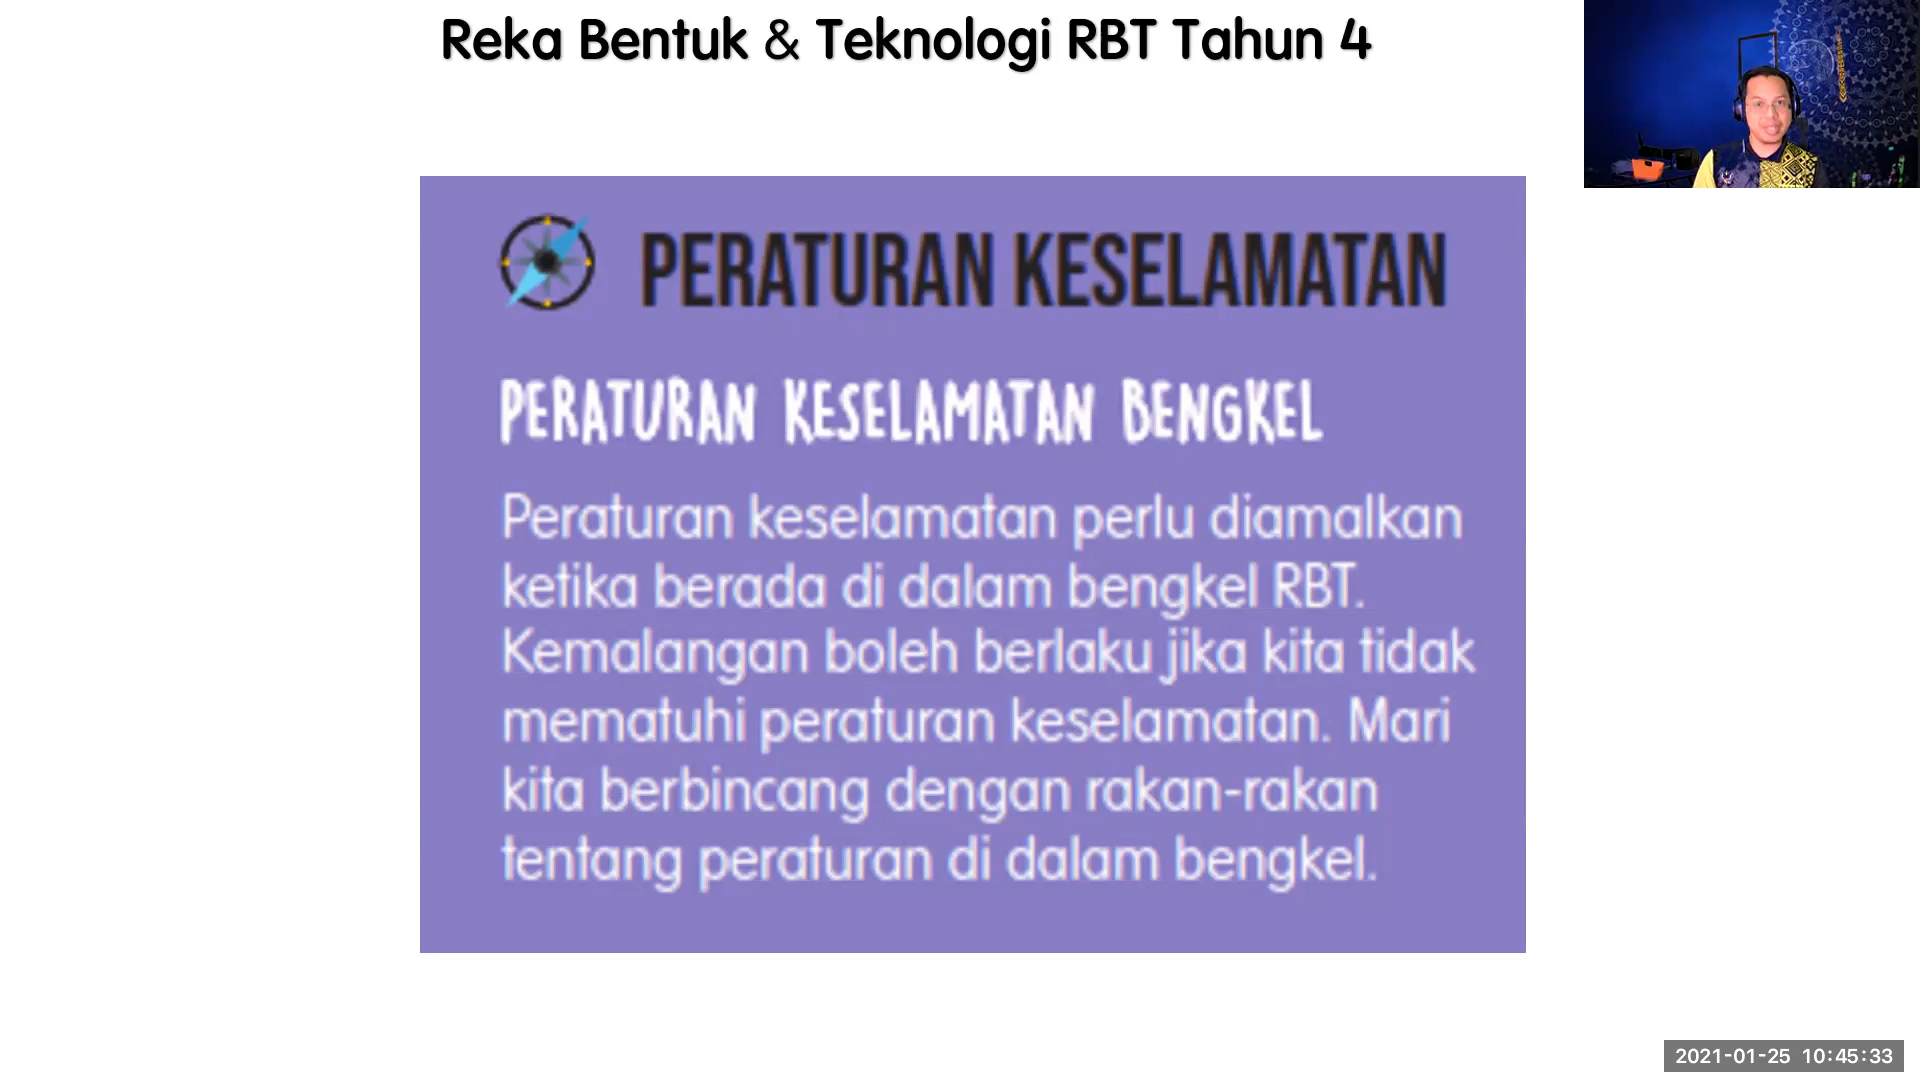 Reka Bentuk & Teknologi RBT Tahun 4
PERATURAN KESELAMATAN
PERATURAN KESELAMATAN BENGKEL
Peraturan keselamatan perlu diamalkan
ketika berada di dalam bengkel RBT.
Kemalangan boleh berlaku jika kita tidak
mematuhi peraturan keselamatan. Mari
kita berbincang dengan rakan-rakan
tentang peraturan di dalam bengkel.
2021-01-25 10:45:33